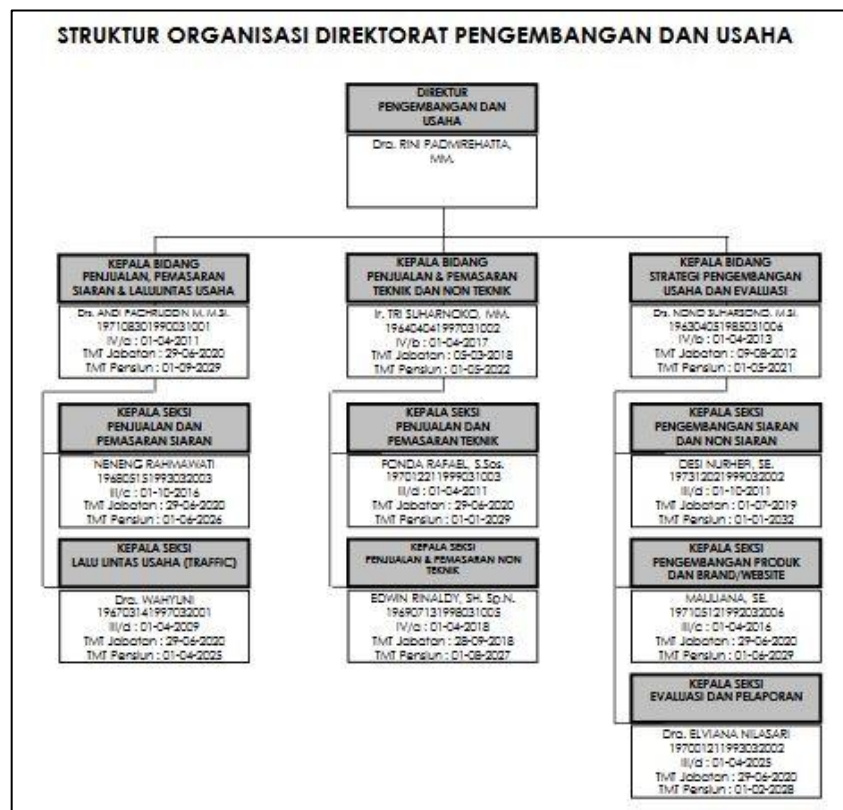 STRUKTUR ORGANISASI DIREKTORAT PENGEMBANGAN DAN USAHA
DIREKTUR
PENGEMBANGAN DAN
USAHA
Dra. RINI PADMIREHATTA,
MM.
KEPALA BIDANG
PENJUALAN, PEMASARAN
SIARAN & LALULINTAS USAHA
Drs. ANDI FACHRUDDIN M, M.Si.
197108301990031001
IV/a : 01-04-2011
TMT Jabatan : 29-06-2020
TMT Pensiun : 01-09-2029
KEPALA SEKSI
PENJUALAN DAN
PEMASARAN SIARAN
NENENG RAHMAWATI
196805151993032003
III/c : 01-10-2016
TMT Jabatan : 29-06-2020
TMT Pensiun : 01-06-2026
KEPALA SEKSI
LALU LINTAS USAHA (TRAFFIC)
Dra. WAHYUNI
196703141997032001
III/d : 01-04-2009
TMT Jabatan : 29-06-2020
TMT Pensiun : 01-04-2025
KEPALA BIDANG
PENJUALAN & PEMASARAN
TEKNIK DAN NON TEKNIK
Ir. TRI SUHARNOKO, MM.
196404041997031002
IV/b : 01-04-2017
TMT Jabatan : 05-03-2018
TMT Pensiun : 01-05-2022
KEPALA SEKSI
PENJUALAN DAN
PEMASARAN TEKNIK
FONDA RAFAEL, S.Sos.
197012211999031003
III/d : 01-04-2011
TMT Jabatan : 29-06-2020
TMT Pensiun : 01-01-2029
KEPALA SEKSI
PENJUALAN & PEMASARAN NON
TEKNIK
EDWIN RINALDY, SH. Sp.N.
196907131998031005
IV/a : 01-04-2018
TMT Jabatan : 28-09-2018
TMT Pensiun : 01-08-2027
KEPALA BIDANG
STRATEGI PENGEMBANGAN
USAHA DAN EVALUASI
Drs. NONO SUHARSONO, M.Si
196304051985031006
IV/b : 01-04-2013
TMT Jabatan : 09-08-2012
TMT Pensiun : 01-05-2021
KEPALA SEKSI
PENGEMBANGAN SIARAN
DAN NON SIARAN
DESI NURHEFI, SE.
197312021999032002
III/d : 01-10-2011
TMT Jabatan : 01-07-2019
TMT Pensiun : 01-01-2032
KEPALA SEKSI
PENGEMBANGAN PRODUK
DAN BRAND/WEBSITE
MAULIANA, SE.
197105121992032006
III/c : 01-04-2016
TMT Jabatan : 29-06-2020
TMT Pensiun : 01-06-2029
KEPALA SEKSI
EVALUASI DAN PELAPORAN
Dra. ELVIANA NILASARI
197001211993032002
III/d : 01-04-2025
TMT Jabatan : 29-06-2020
TMT Pensiun : 01-02-2028